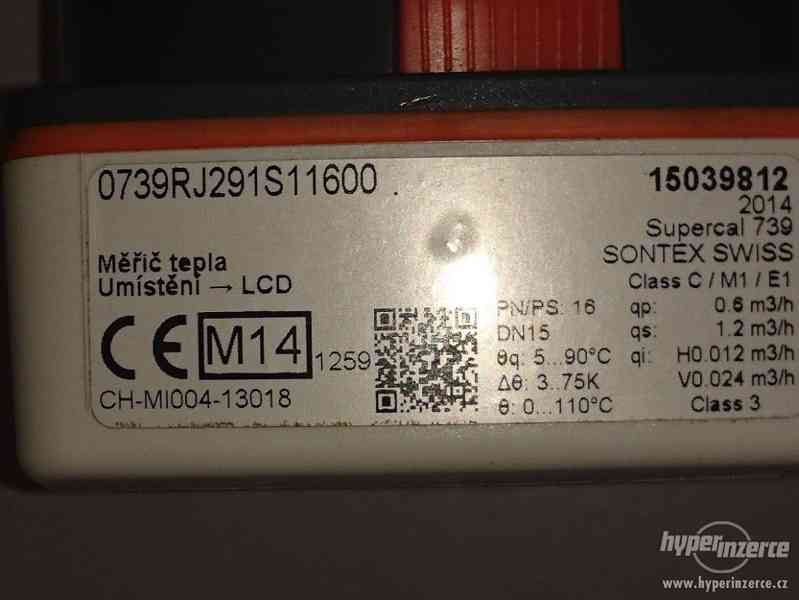 0739RJ291S11600 .
15039812
2014
Supercal 739
SONTEX SWISS
Class C / M1 / E1
Měřič tepla
Umístění → LCD
CE M14 1259
CH-MI004-13018
PN/PS: 16
DN15
θq: 5...90°C
Δθ: 3..75K
θ: 0...110°C
qp: 0.6 m3/h
qs: 1.2 m3/h
qi: H0.012 m3/h
V0.024 m3/h
Class 3
hyperinzerce
www.hyperinzerce.cz